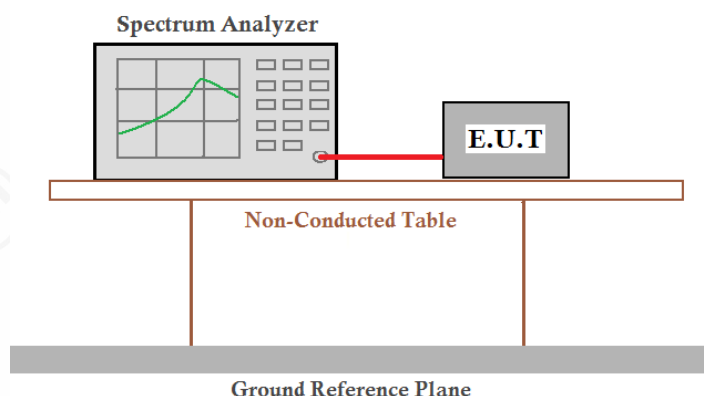 Spectrum Analyzer
E.U.T
Non-Conducted Table
Ground Reference Plane